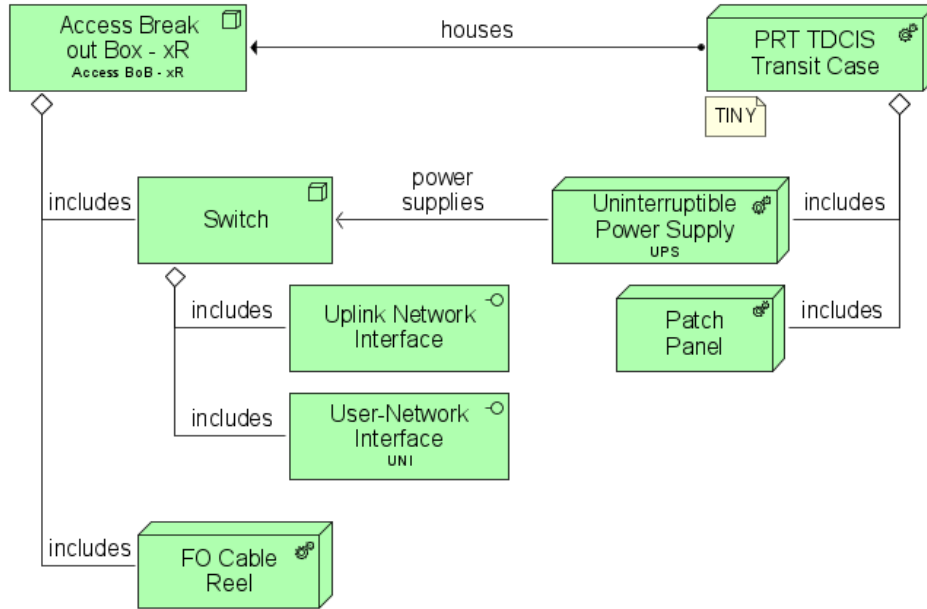 Access Break
out Box - xR
Access BoB - xR
houses
PRT TDCIS
Transit Case
TINY
includes
Switch
power
supplies
Uninterruptible
Power Supply
UPS
includes
includes
Uplink Network
Interface
Patch
Panel
includes
includes
User-Network
Interface
UNI
includes
FO Cable
Reel